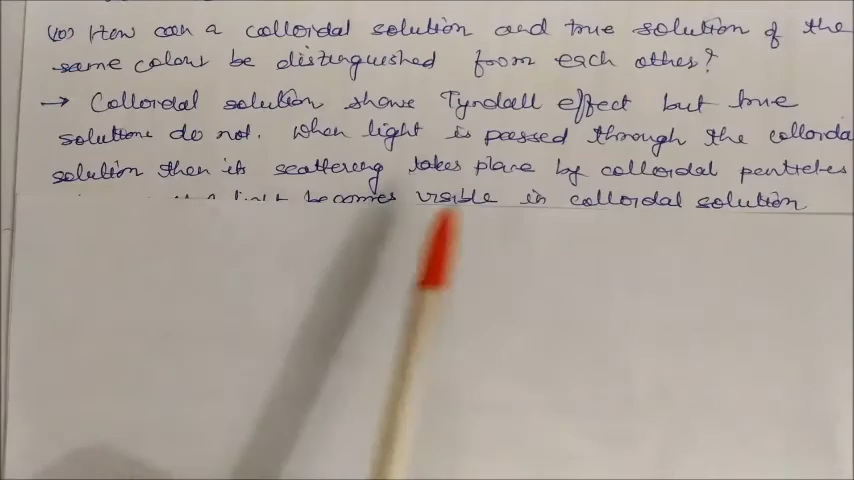 (10) How can a colloidal solution and true solution of the
same colour be distinguished from each other?
→ Colloidal solution shows Tyndall effect but true
solutions do not. When light is passed through the colloida
solution then its scattering takes place by colloidal particles
becomes visible in colloidal solution